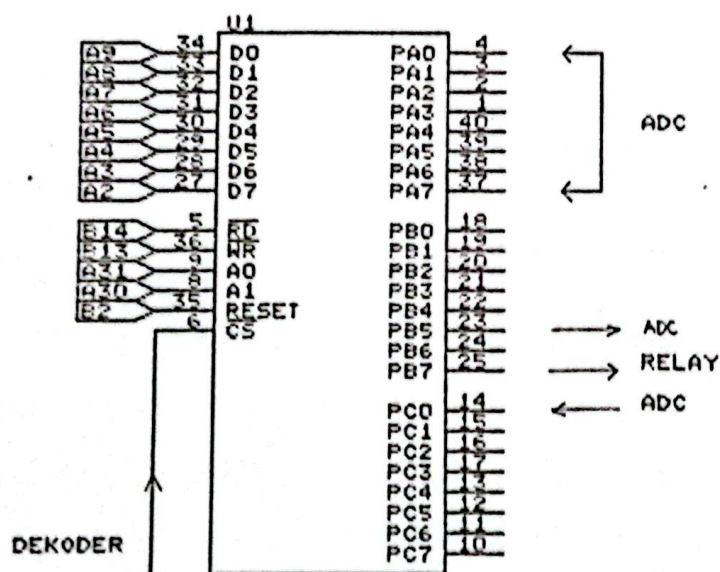 U1
A9 34 D0 PA0 4
A8 33 D1 PA1 3
A7 32 D2 PA2 2
A6 31 D3 PA3 1
A5 30 D4 PA4 40
A4 29 D5 PA5 39
A3 28 D6 PA6 38
A2 27 D7 PA7 37
ADC
B14 5 RD PB0 18
B13 36 WR PB1 19
A31 9 A0 PB2 20
A30 8 A1 PB3 21
B2 35 RESET PB4 22
6 CS PB5 23 ADC
PB6 24
PB7 25 RELAY
PC0 14 ADC
PC1 15
PC2 16
PC3 17
PC4 13
PC5 12
PC6 11
PC7 10
DEKODER